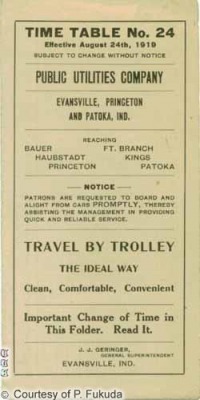 TIME TABLE No. 24
Effective August 24th, 1919
SUBJECT TO CHANGE WITHOUT NOTICE
PUBLIC UTILITIES COMPANY
EVANSVILLE, PRINCETON
AND PATOKA, IND.
REACHING
BAUER FT. BRANCH
HAUBSTADT KINGS
PRINCETON PATOKA
NOTICE
PATRONS ARE REQUESTED TO BOARD AND
ALIGHT FROM CARS PROMPTLY, THEREBY
ASSISTING THE MANAGEMENT IN PROVIDING
QUICK AND RELIABLE SERVICE.
TRAVEL BY TROLLEY
THE IDEAL WAY
Clean, Comfortable, Convenient
Important Change of Time in
This Folder. Read It.
J. J. GERINGER,
GENERAL SUPERINTENDENT
EVANSVILLE, IND.
© Courtesy of P. Fukuda